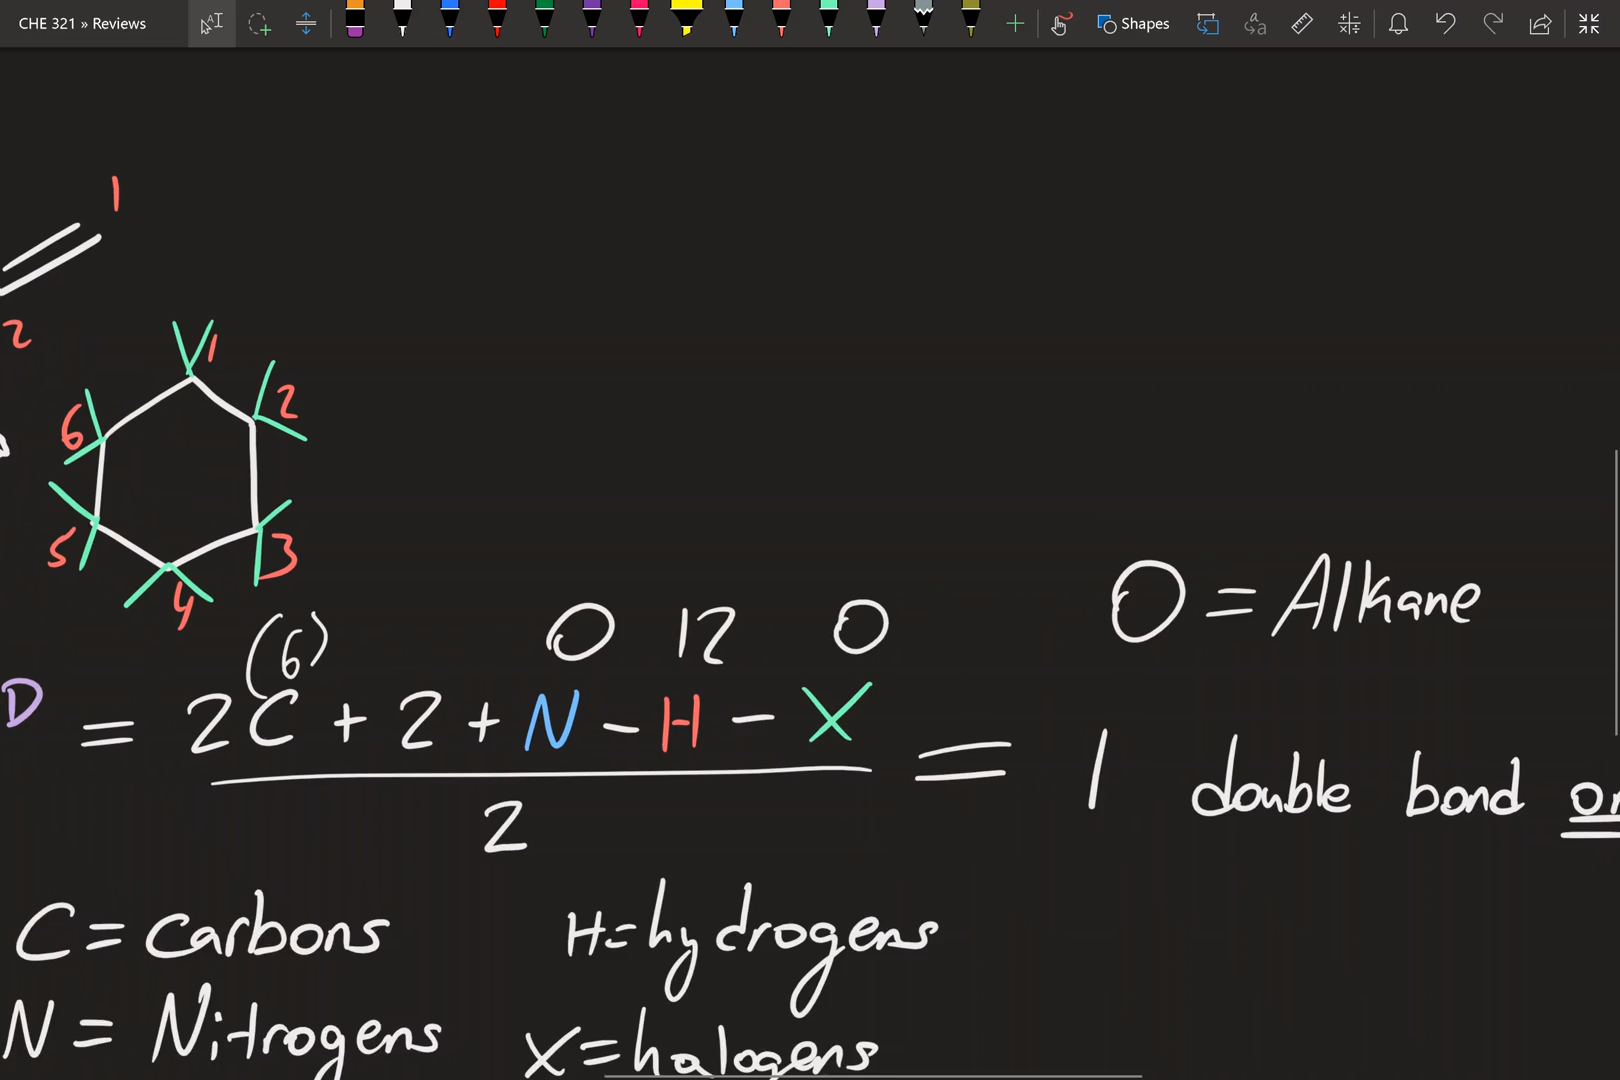 CHE 321 » Reviews
Shapes
1
2
1
2
6
5
3
4
(6)
0 12 0
0 = Alkane
D = 2C + 2 + N - H - X
2
= 1 double bond or
C = carbons
H = hydrogens
N = Nitrogens
X = halogens